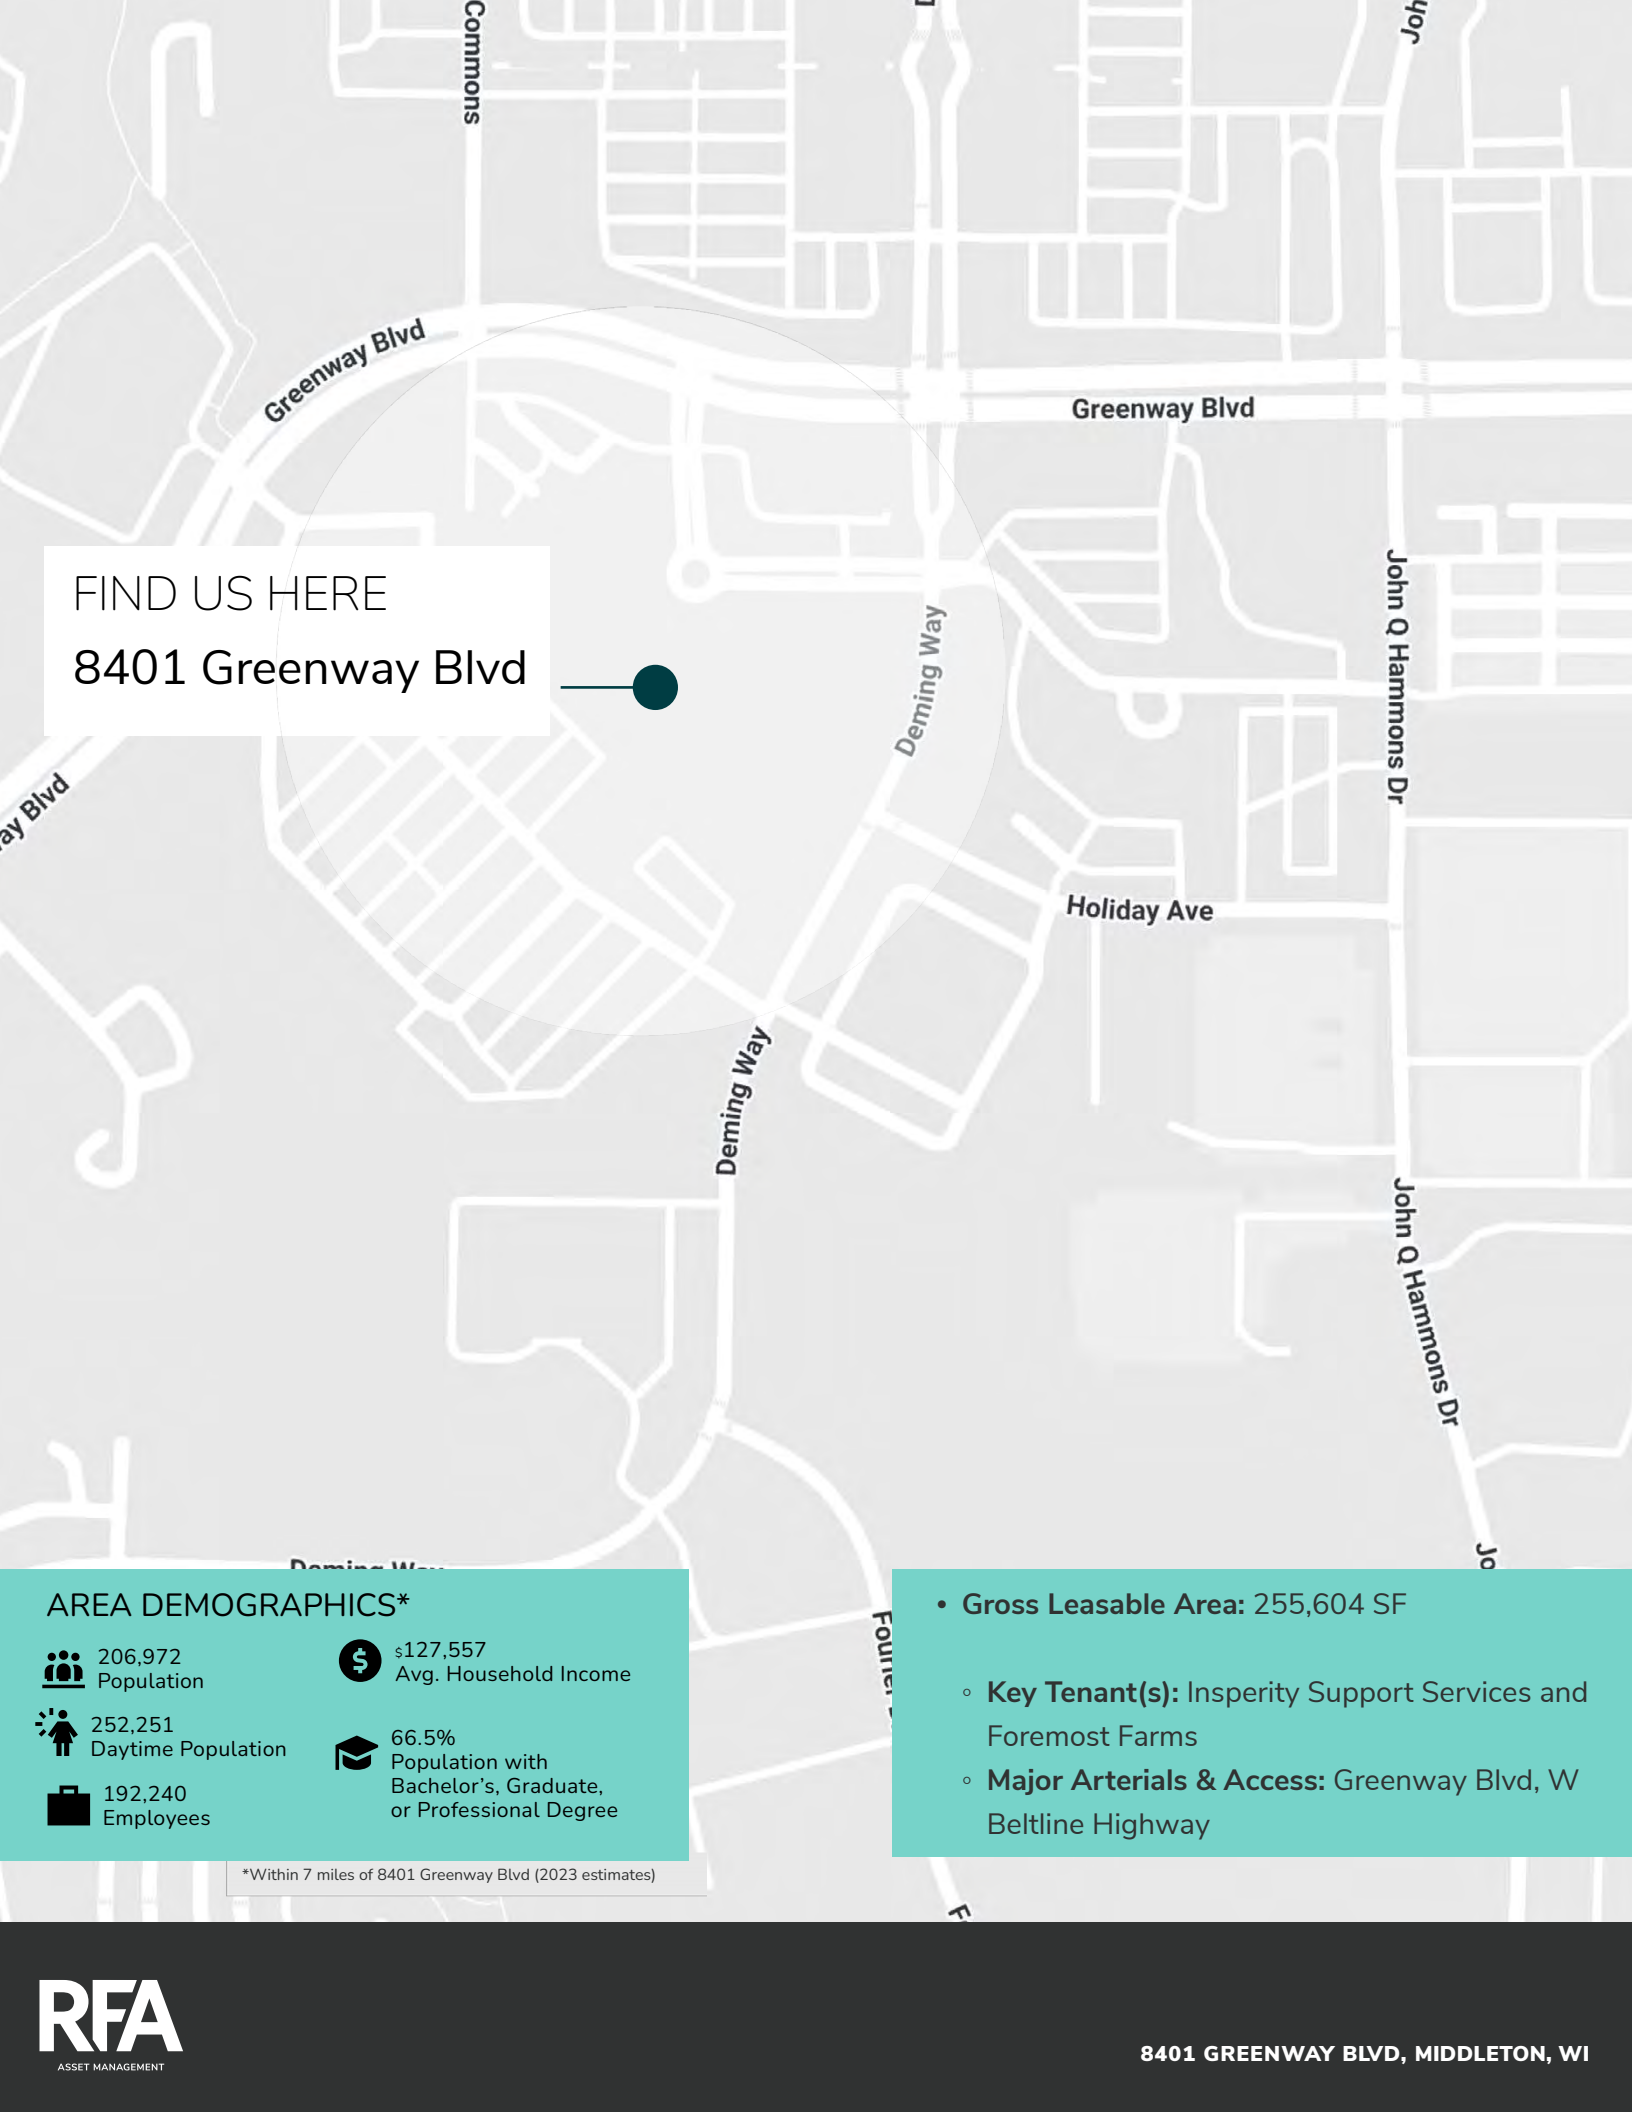 Commons
Joh
Greenway Blvd
Greenway Blvd
FIND US HERE
8401 Greenway Blvd
Deming Way
John Q Hammons Dr
ay Blvd
Holiday Ave
Deming Way
John Q Hammons Dr
Jo
Deming Way
AREA DEMOGRAPHICS*
206,972
Population
252,251
Daytime Population
192,240
Employees
$127,557
Avg. Household Income
66.5%
Population with
Bachelor's, Graduate,
or Professional Degree
*Within 7 miles of 8401 Greenway Blvd (2023 estimates)
• Gross Leasable Area: 255,604 SF
◦ Key Tenant(s): Insperity Support Services and
Foremost Farms
◦ Major Arterials & Access: Greenway Blvd, W
Beltline Highway
RFA
ASSET MANAGEMENT
8401 GREENWAY BLVD, MIDDLETON, WI